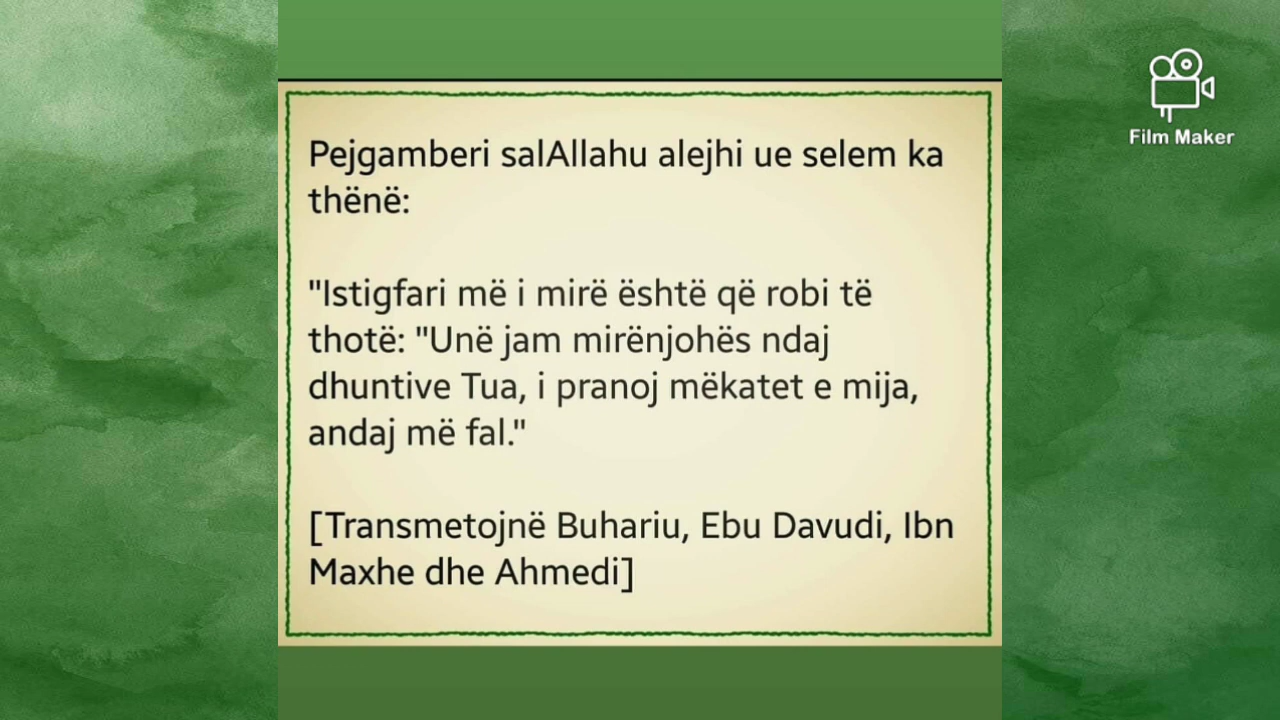 Film Maker
Pejgamberi salAllahu alejhi ue selem ka
thënë:
"Istigfari më i mirë është që robi të
thotë: "Unë jam mirënjohës ndaj
dhuntive Tua, i pranoj mëkatet e mija,
andaj më fal."
[Transmetojnë Buhariu, Ebu Davudi, Ibn
Maxhe dhe Ahmedi]